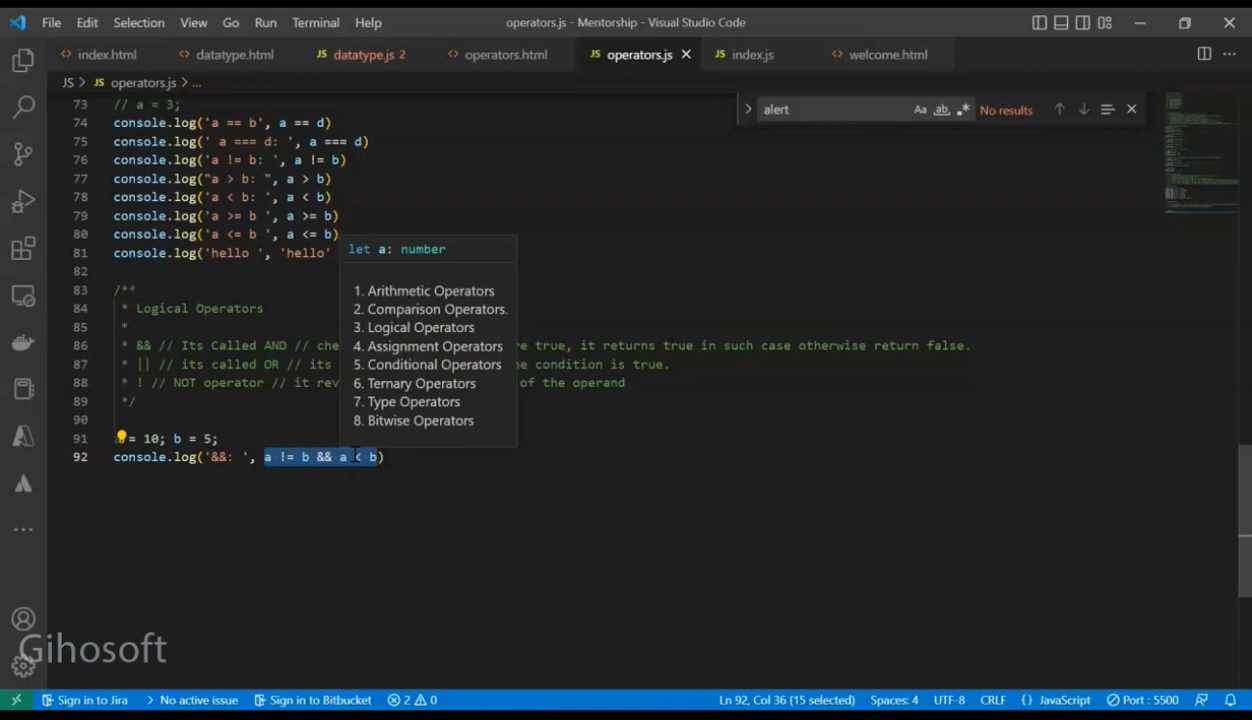 File Edit Selection View Go Run Terminal Help operators.js - Mentorship - Visual Studio Code
index.html datatype.html JS datatype.js 2 operators.html JS operators.js JS index.js welcome.html
JS > JS operators.js > ...
alert Aa ab No results
73 // a = 3;
74 console.log('a == b', a == d)
75 console.log(' a === d: ', a === d)
76 console.log('a != b: ', a != b)
77 console.log("a > b: ", a > b)
78 console.log('a < b: ', a < b)
79 console.log('a >= b ', a >= b)
80 console.log('a <= b ', a <= b)
81 console.log('hello ', 'hello'
82
83 /**
84 * Logical Operators
85 *
86 * && // Its Called AND // che re true, it returns true in such case otherwise return false.
87 * || // its called OR // its e condition is true.
88 * ! // NOT operator // it rev of the operand
89 */
90
91 = 10; b = 5;
92 console.log('&&: ', a != b && a < b)
let a: number
1. Arithmetic Operators
2. Comparison Operators.
3. Logical Operators
4. Assignment Operators
5. Conditional Operators
6. Ternary Operators
7. Type Operators
8. Bitwise Operators
Gihosoft
Sign in to Jira No active issue Sign in to Bitbucket 2 0 Ln 92, Col 36 (15 selected) Spaces: 4 UTF-8 CRLF {} JavaScript Port : 5500